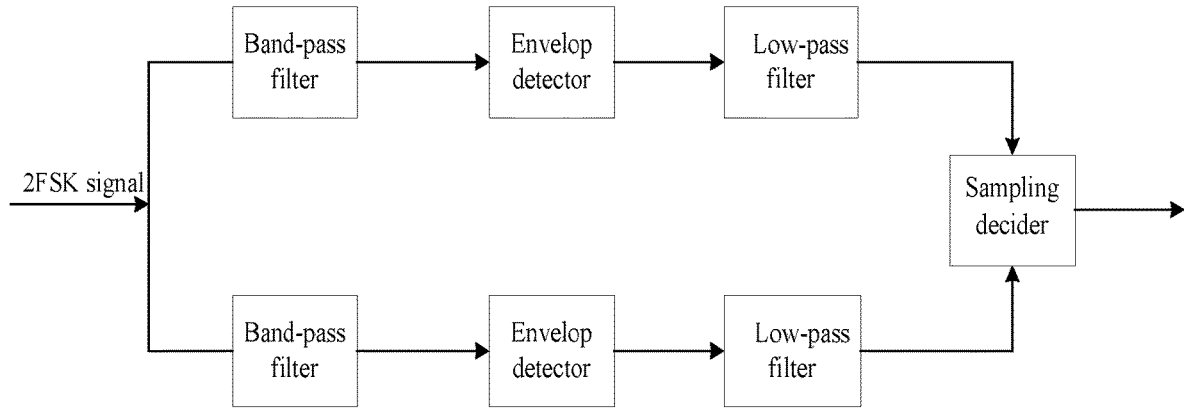 Band-pass
filter
Envelop
detector
Low-pass
filter
2FSK signal
Sampling
decider
Band-pass
filter
Envelop
detector
Low-pass
filter